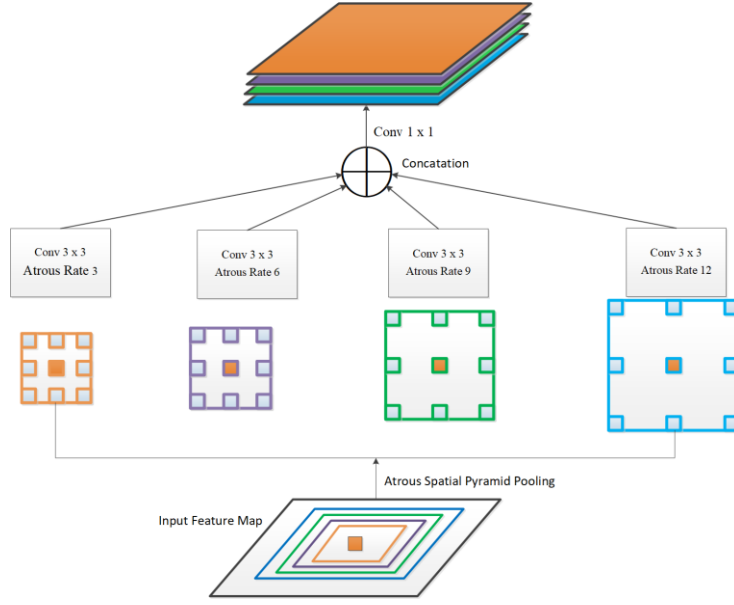 Conv 1 x 1
Concatation
Conv 3 x 3
Atrous Rate 3
Conv 3 x 3
Atrous Rate 6
Conv 3 x 3
Atrous Rate 9
Conv 3 x 3
Atrous Rate 12
Atrous Spatial Pyramid Pooling
Input Feature Map